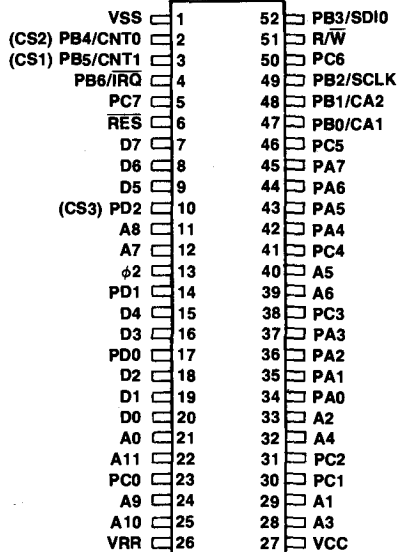 VSS 1 52 PB3/SDI0
(CS2) PB4/CNT0 2 51 R/W̅
(CS1) PB5/CNT1 3 50 PC6
PB6/I̅R̅Q̅ 4 49 PB2/SCLK
PC7 5 48 PB1/CA2
R̅E̅S̅ 6 47 PB0/CA1
D7 7 46 PC5
D6 8 45 PA7
D5 9 44 PA6
(CS3) PD2 10 43 PA5
A8 11 42 PA4
A7 12 41 PC4
ϕ2 13 40 A5
PD1 14 39 A6
D4 15 38 PC3
D3 16 37 PA3
PD0 17 36 PA2
D2 18 35 PA1
D1 19 34 PA0
D0 20 33 A2
A0 21 32 A4
A11 22 31 PC2
PC0 23 30 PC1
A9 24 29 A1
A10 25 28 A3
VRR 26 27 VCC